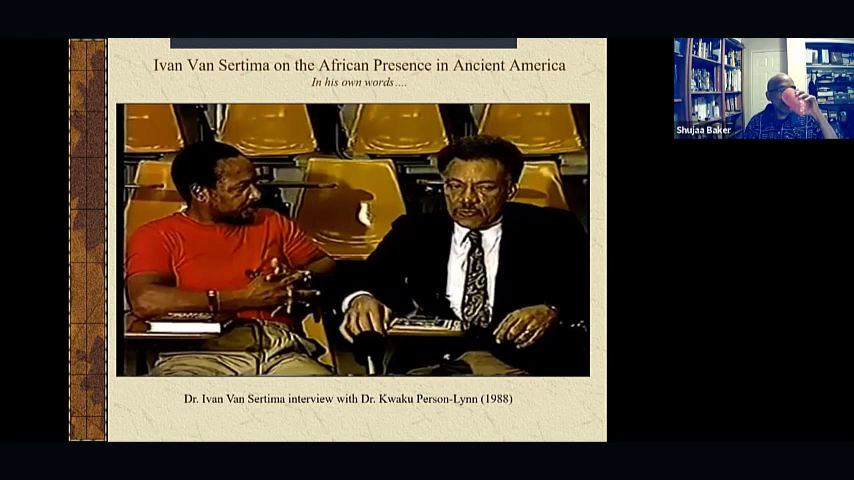 Ivan Van Sertima on the African Presence in Ancient America
In his own words....
Dr. Ivan Van Sertima interview with Dr. Kwaku Person-Lynn (1988)
Shujaa Baker